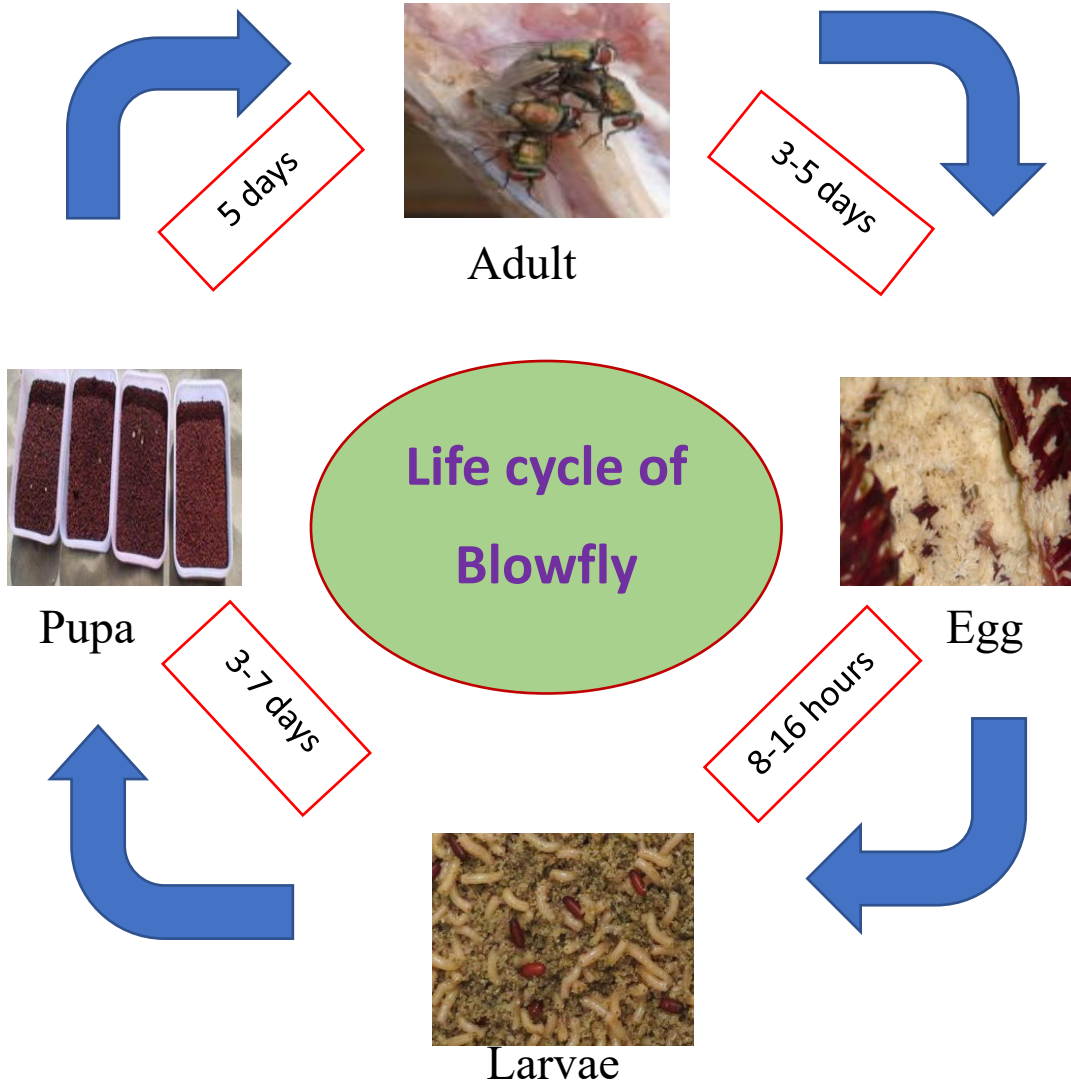 5 days
3-5 days
Adult
Life cycle of
Blowfly
Pupa
Egg
3-7 days
8-16 hours
Larvae